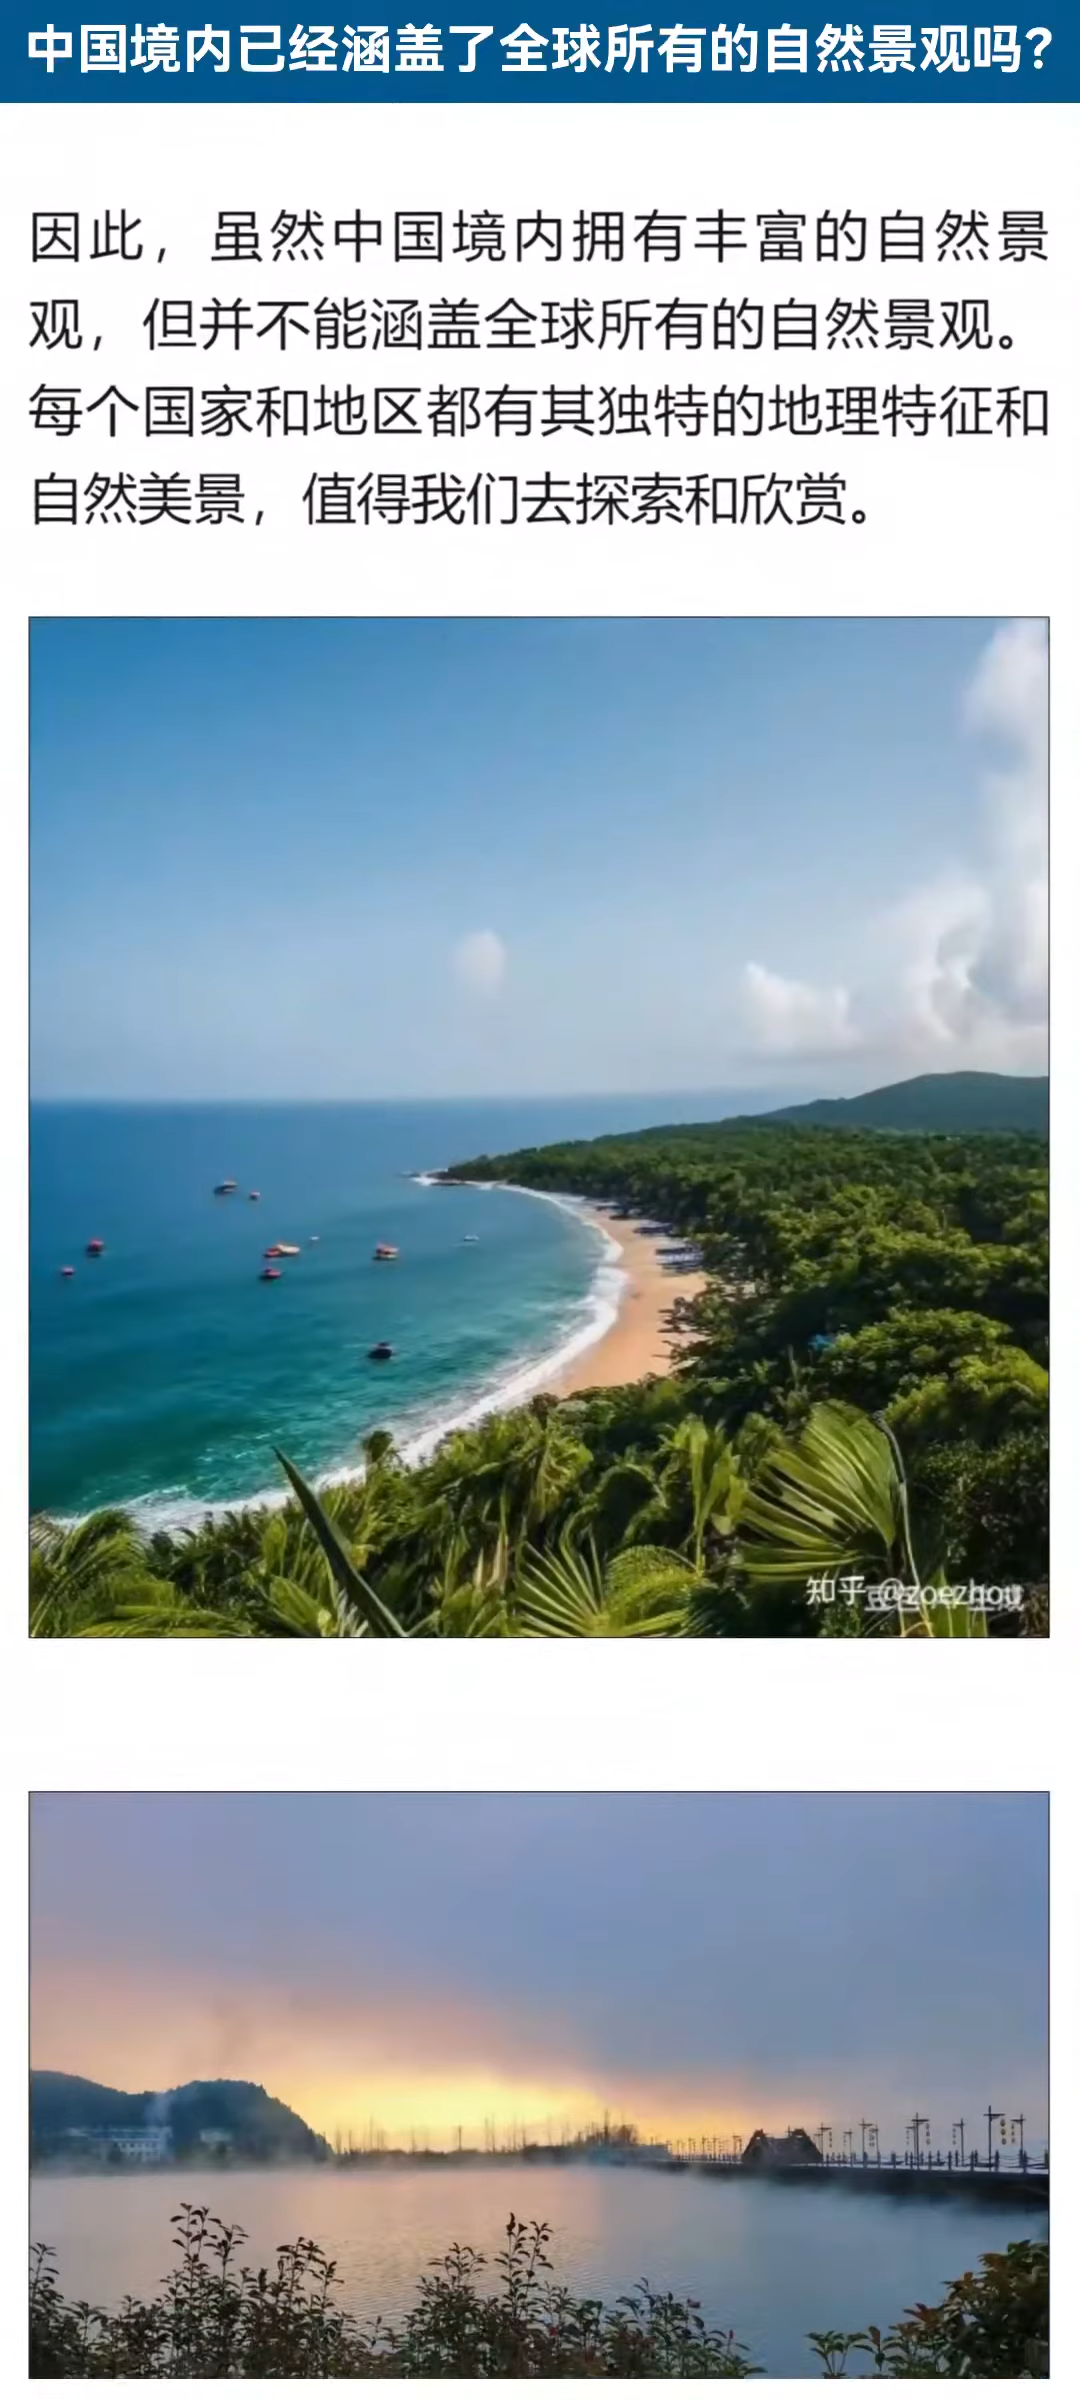 中国境内已经涵盖了全球所有的自然景观吗?
因此，虽然中国境内拥有丰富的自然景
观，但并不能涵盖全球所有的自然景观。
每个国家和地区都有其独特的地理特征和
自然美景，值得我们去探索和欣赏。
知乎 @zoezhou